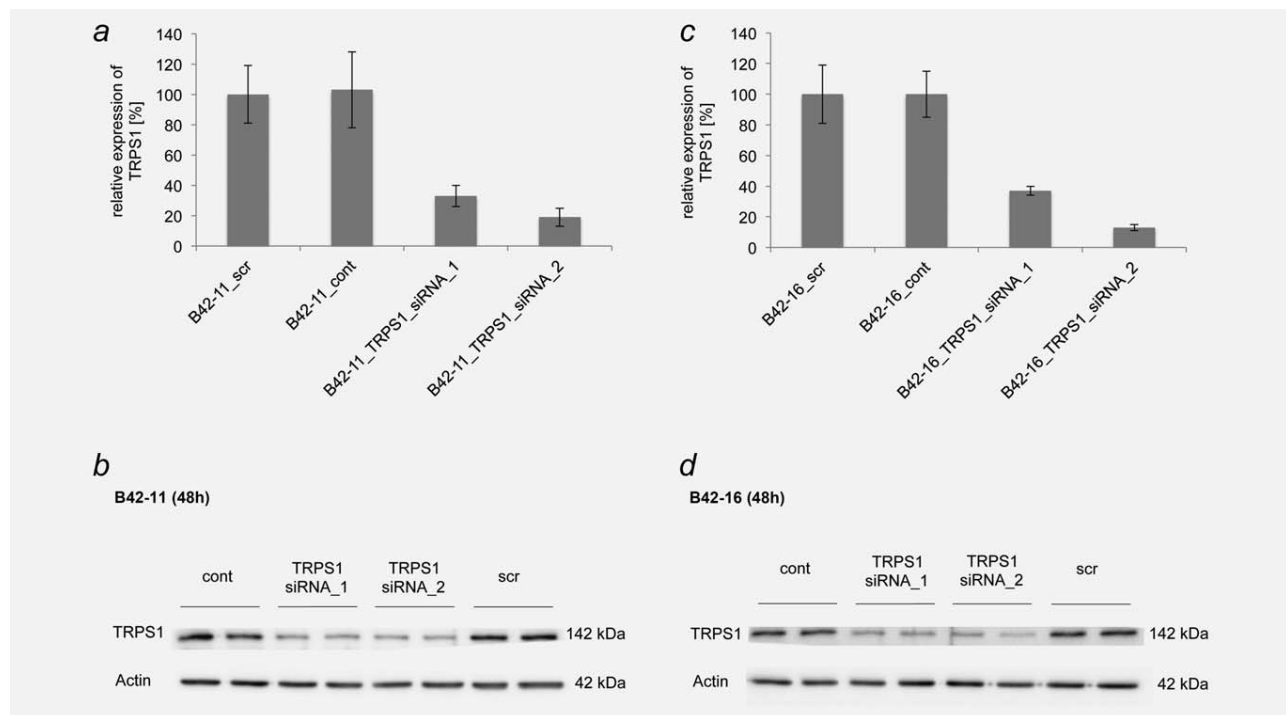 a
relative expression of
TRPS1 [%]
140
120
100
80
60
40
20
0
B42-11_scr
B42-11_cont
B42-11_TRPS1_siRNA_1
B42-11_TRPS1_siRNA_2
c
relative expression of
TRPS1 [%]
140
120
100
80
60
40
20
0
B42-16_scr
B42-16_cont
B42-16_TRPS1_siRNA_1
B42-16_TRPS1_siRNA_2
b
B42-11 (48h)
cont
TRPS1
siRNA_1
TRPS1
siRNA_2
scr
TRPS1
142 kDa
Actin
42 kDa
d
B42-16 (48h)
cont
TRPS1
siRNA_1
TRPS1
siRNA_2
scr
TRPS1
142 kDa
Actin
42 kDa